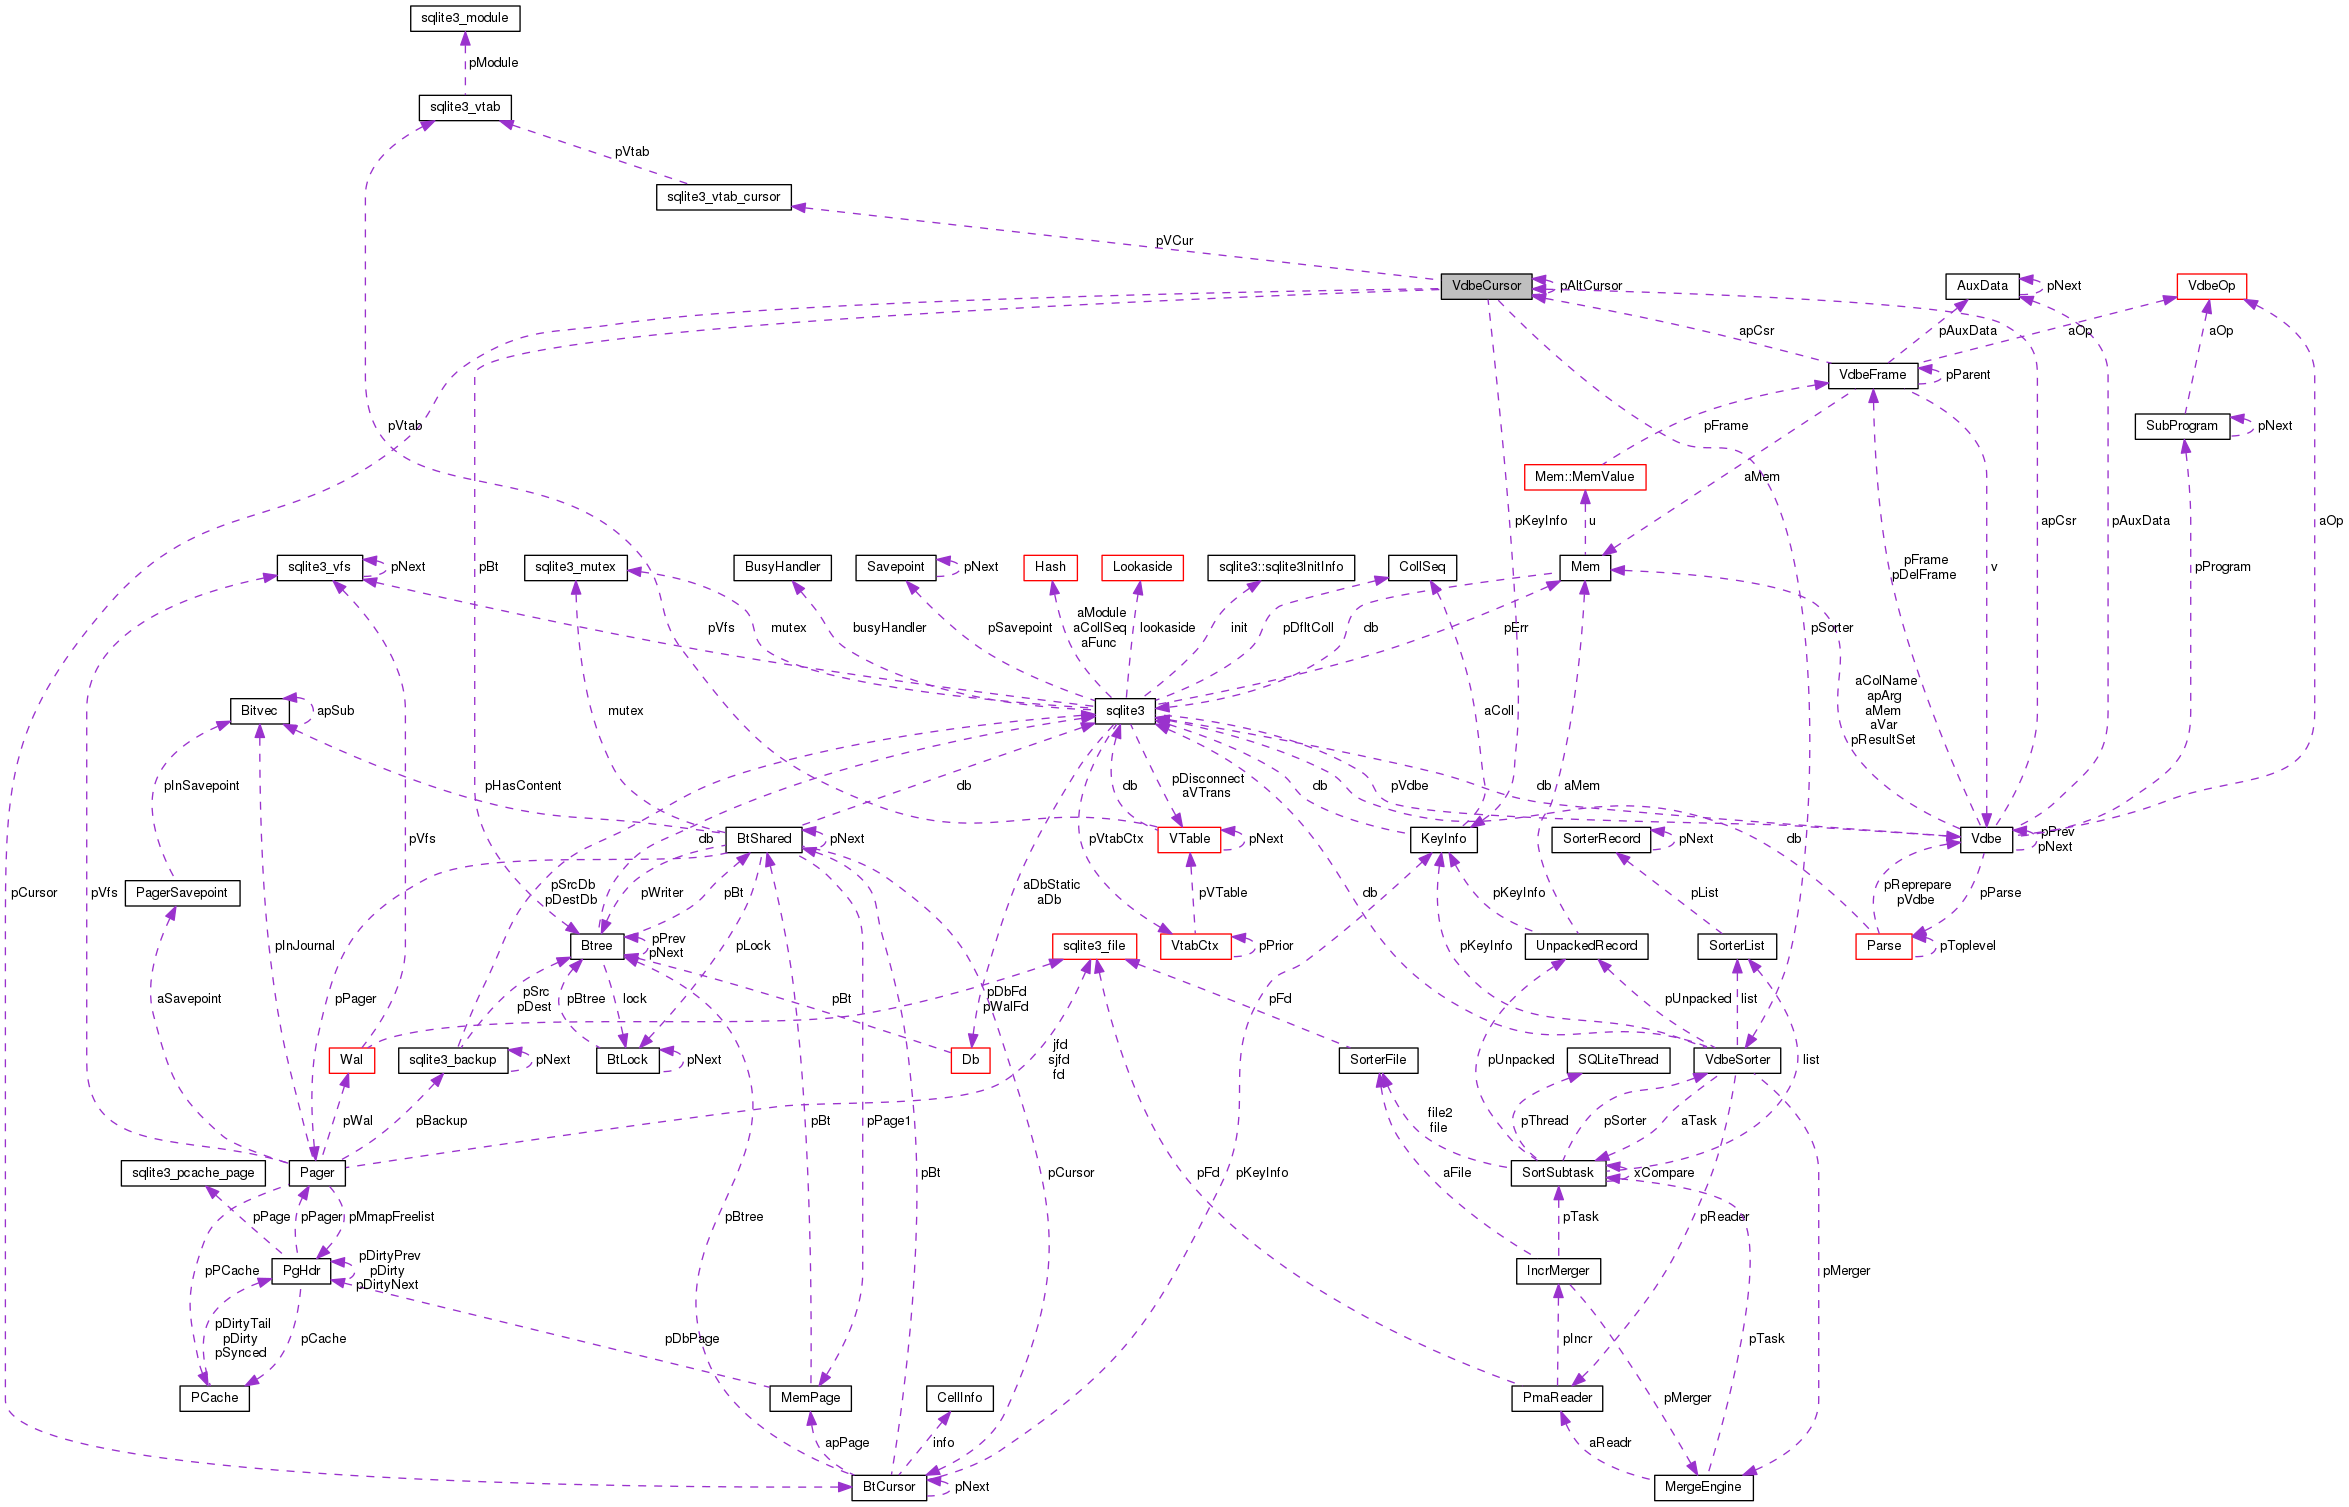 sqlite3_module
pModule
sqlite3_vtab
pVtab
sqlite3_vtab_cursor
pVCur
VdbeCursor
pAltCursor
AuxData
pNext
VdbeOp
apCsr
pAuxData
aOp
aOp
VdbeFrame
pParent
pVtab
pFrame
SubProgram
pNext
Mem::MemValue
aMem
pKeyInfo
u
apCsr
pAuxData
aOp
sqlite3_vfs
pNext
pBt
sqlite3_mutex
BusyHandler
Savepoint
pNext
Hash
Lookaside
sqlite3::sqlite3InitInfo
CollSeq
Mem
pFrame
pDelFrame
v
pProgram
pVfs
mutex
busyHandler
pSavepoint
aModule
aCollSeq
aFunc
lookaside
init
pDfltColl
db
pErr
pSorter
Bitvec
apSub
mutex
sqlite3
aColl
aColName
apArg
aMem
aVar
pResultSet
pInSavepoint
pHasContent
db
pDisconnect
aVTrans
db
pVdbe
db
db
aMem
pVfs
db
BtShared
pNext
pVtabCtx
VTable
pNext
KeyInfo
SorterRecord
pNext
db
Vdbe
pPrev
pNext
pCursor
pVfs
PagerSavepoint
pSrcDb
pDestDb
pWriter
pBt
aDbStatic
aDb
pVTable
db
pKeyInfo
pList
pReprepare
pVdbe
pParse
pInJournal
Btree
pPrev
pNext
pLock
sqlite3_file
VtabCtx
pPrior
pKeyInfo
UnpackedRecord
SorterList
Parse
pToplevel
aSavepoint
pPager
pSrc
pDest
pBtree
lock
pBt
pDbFd
pWalFd
pFd
pUnpacked
list
Wal
sqlite3_backup
pNext
BtLock
pNext
Db
jfd
sjfd
fd
SorterFile
pUnpacked
SQLiteThread
VdbeSorter
list
pWal
pBackup
pBt
pPage1
file2
file
pThread
pSorter
aTask
sqlite3_pcache_page
Pager
pBt
pCursor
pFd
pKeyInfo
aFile
SortSubtask
xCompare
pPage
pPager
pMmapFreelist
pBtree
pTask
pReader
pPCache
PgHdr
pDirtyPrev
pDirty
pDirtyNext
IncrMerger
pMerger
pDirtyTail
pDirty
pSynced
pCache
pDbPage
pIncr
pTask
PCache
MemPage
CellInfo
PmaReader
pMerger
apPage
info
aReadr
BtCursor
pNext
MergeEngine